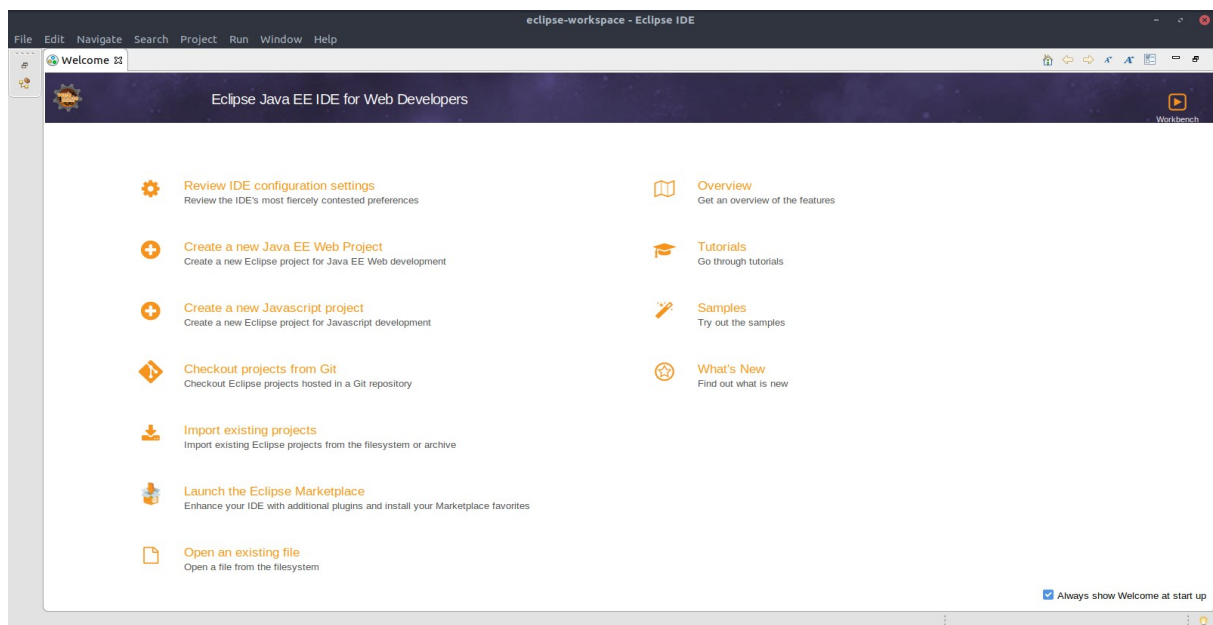 eclipse-workspace - Eclipse IDE
File Edit Navigate Search Project Run Window Help
Welcome
Eclipse Java EE IDE for Web Developers
Workbench
Review IDE configuration settings
Review the IDE's most fiercely contested preferences
Create a new Java EE Web Project
Create a new Eclipse project for Java EE Web development
Create a new Javascript project
Create a new Eclipse project for Javascript development
Checkout projects from Git
Checkout Eclipse projects hosted in a Git repository
Import existing projects
Import existing Eclipse projects from the filesystem or archive
Launch the Eclipse Marketplace
Enhance your IDE with additional plugins and install your Marketplace favorites
Open an existing file
Open a file from the filesystem
Overview
Get an overview of the features
Tutorials
Go through tutorials
Samples
Try out the samples
What's New
Find out what is new
Always show Welcome at start up